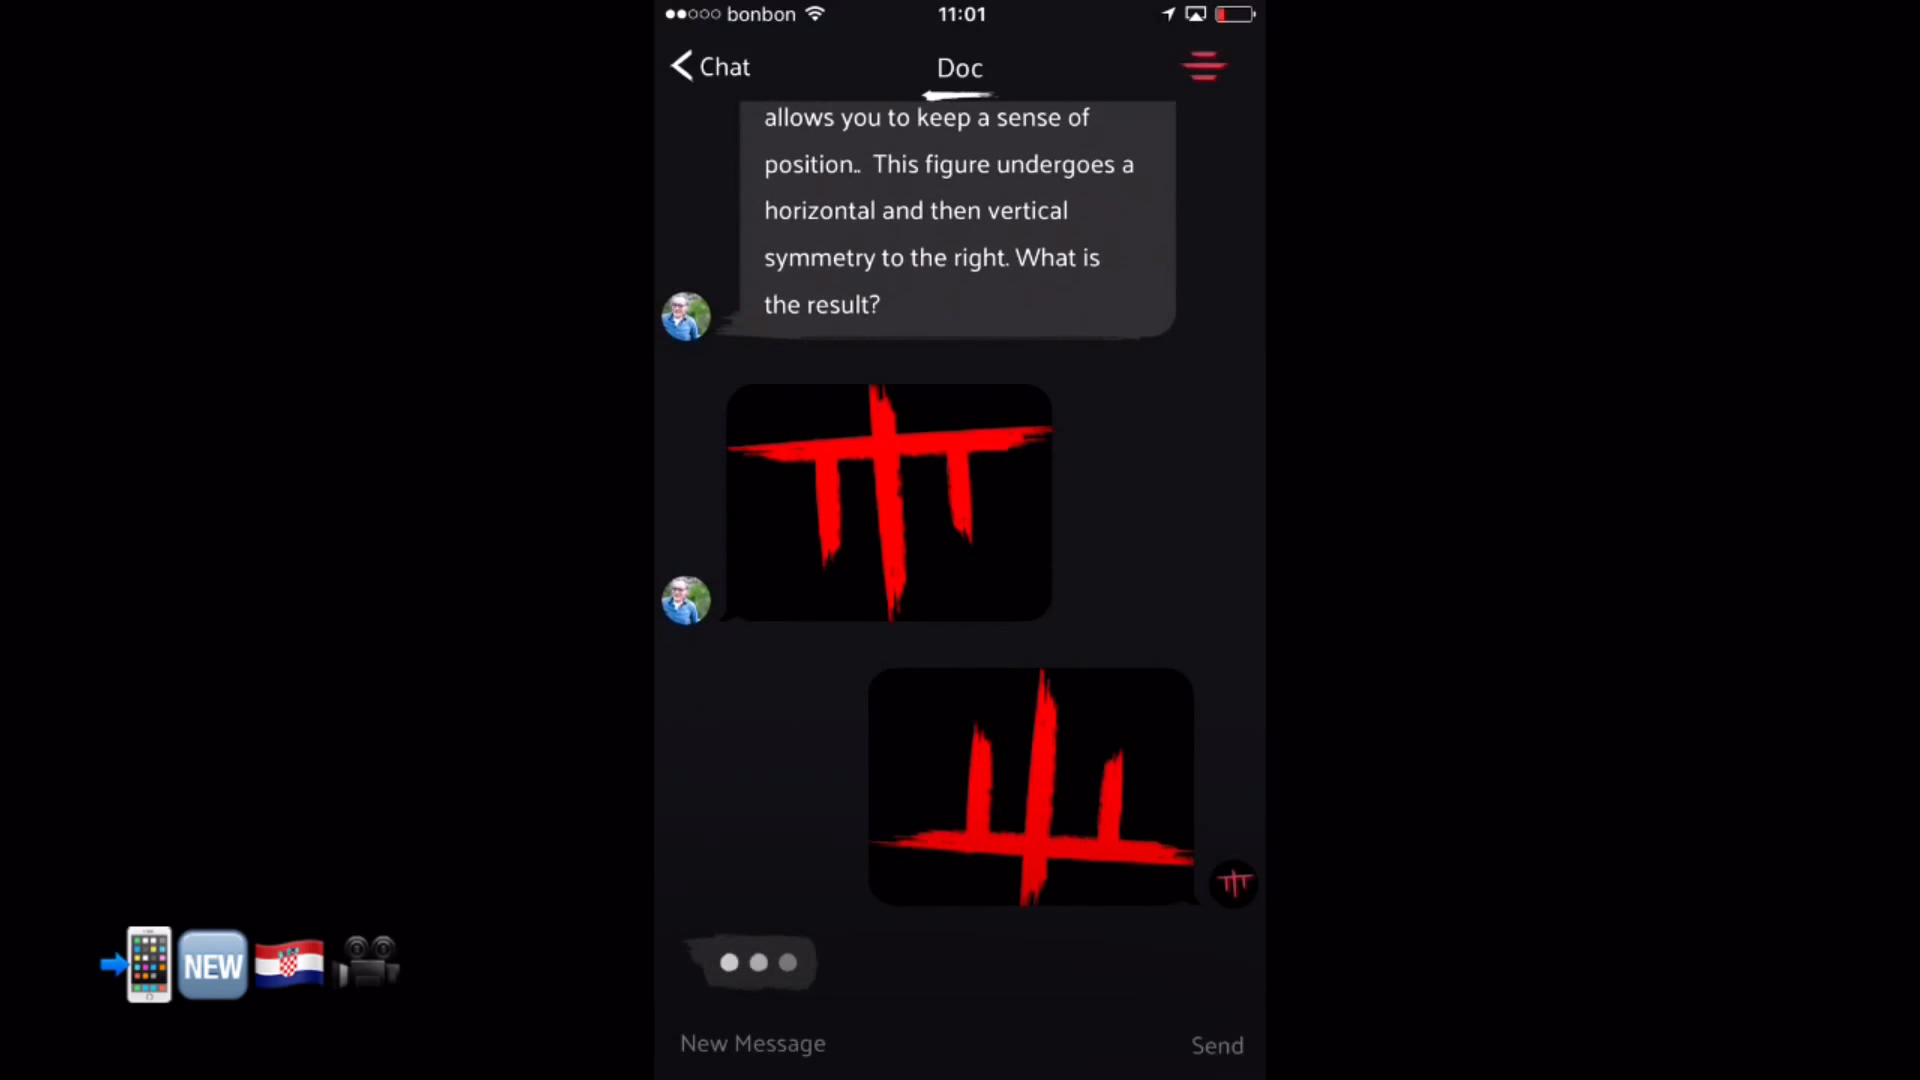 bonbon 11:01
Chat Doc
allows you to keep a sense of
position.. This figure undergoes a
horizontal and then vertical
symmetry to the right. What is
the result?
NEW
New Message Send